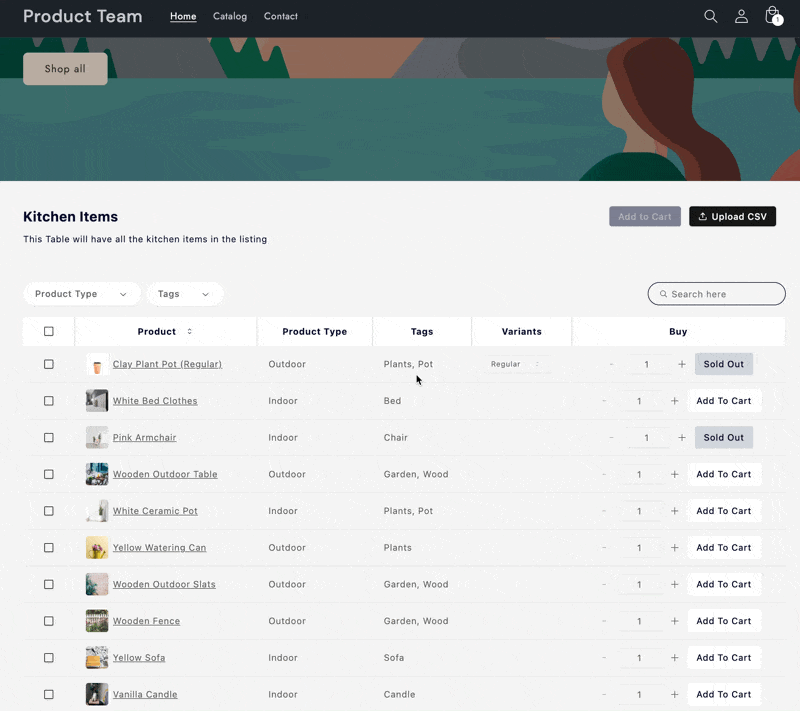 Product Team Home Catalog Contact 1
Shop all
Kitchen Items Add to Cart Upload CSV
This Table will have all the kitchen items in the listing
Product Type Tags Search here
Product Product Type Tags Variants Buy
Clay Plant Pot (Regular) Outdoor Plants, Pot Regular - 1 + Sold Out
White Bed Clothes Indoor Bed - 1 + Add To Cart
Pink Armchair Indoor Chair - 1 + Sold Out
Wooden Outdoor Table Outdoor Garden, Wood - 1 + Add To Cart
White Ceramic Pot Indoor Plants, Pot - 1 + Add To Cart
Yellow Watering Can Outdoor Plants - 1 + Add To Cart
Wooden Outdoor Slats Outdoor Garden, Wood - 1 + Add To Cart
Wooden Fence Outdoor Garden, Wood - 1 + Add To Cart
Yellow Sofa Indoor Sofa - 1 + Add To Cart
Vanilla Candle Indoor Candle - 1 + Add To Cart